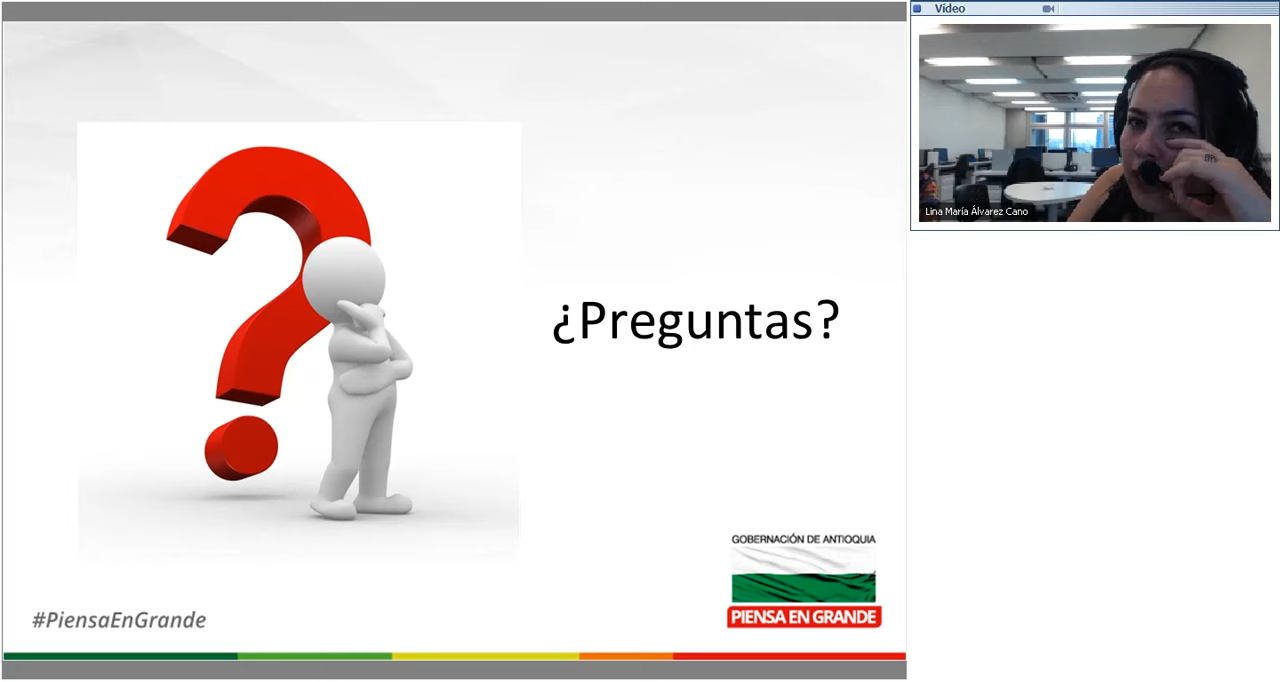 Vídeo
Lina María Álvarez Cano
¿Preguntas?
GOBERNACIÓN DE ANTIOQUIA
PIENSA EN GRANDE
#PiensaEnGrande